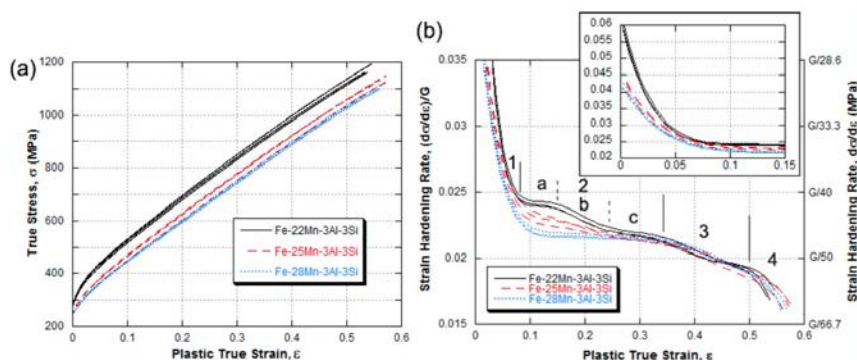 (a)
True Stress, σ (MPa)
1200
1000
800
600
400
200
0
0.1
0.2
0.3
0.4
0.5
0.6
Plastic True Strain, ε
Fe-22Mn-3Al-3Si
Fe-25Mn-3Al-3Si
Fe-28Mn-3Al-3Si
(b)
Strain Hardening Rate, (dσ/dε)/G
0.035
0.03
0.025
0.02
0.015
0
0.1
0.2
0.3
0.4
0.5
0.6
Plastic True Strain, ε
1
a
2
b
c
3
4
Fe-22Mn-3Al-3Si
Fe-25Mn-3Al-3Si
Fe-28Mn-3Al-3Si
0.06
0.055
0.05
0.045
0.04
0.035
0.03
0.025
0.02
0
0.05
0.1
0.15
G/28.6
G/33.3
G/40
G/50
G/66.7
Strain Hardening Rate, dσ/dε (MPa)